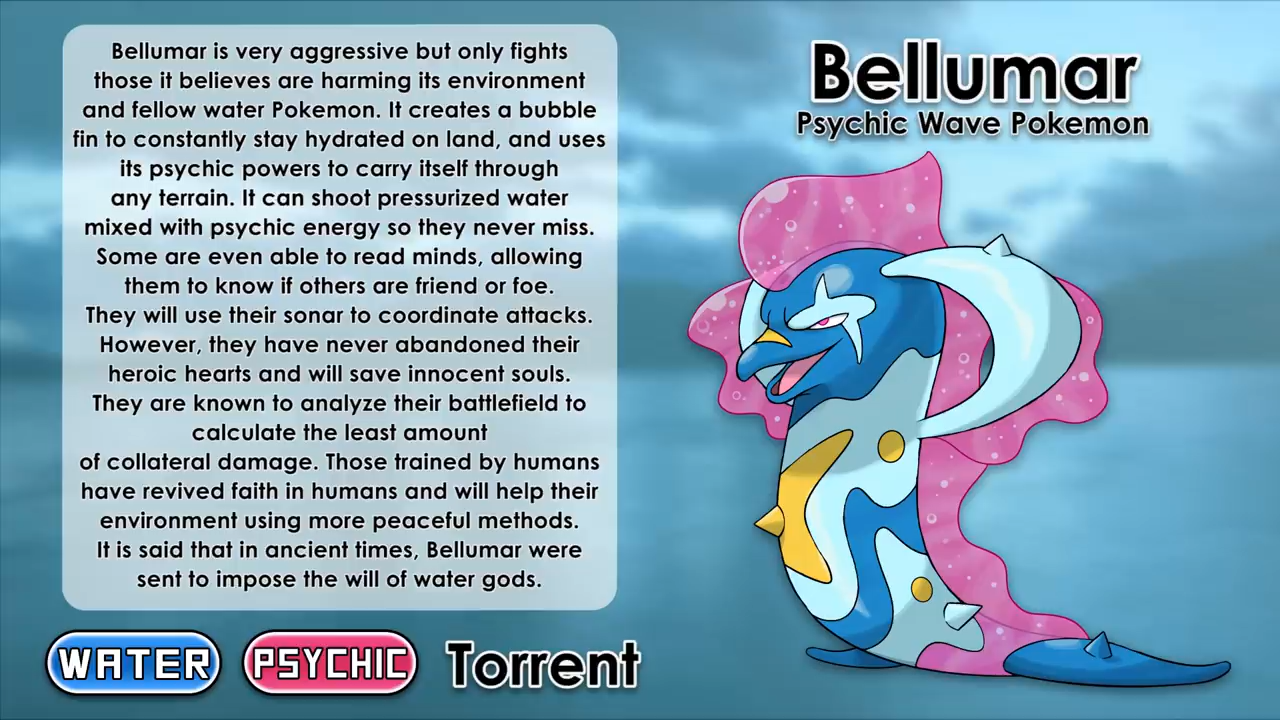 Bellumar is very aggressive but only fights
those it believes are harming its environment
and fellow water Pokemon. It creates a bubble
fin to constantly stay hydrated on land, and uses
its psychic powers to carry itself through
any terrain. It can shoot pressurized water
mixed with psychic energy so they never miss.
Some are even able to read minds, allowing
them to know if others are friend or foe.
They will use their sonar to coordinate attacks.
However, they have never abandoned their
heroic hearts and will save innocent souls.
They are known to analyze their battlefield to
calculate the least amount
of collateral damage. Those trained by humans
have revived faith in humans and will help their
environment using more peaceful methods.
It is said that in ancient times, Bellumar were
sent to impose the will of water gods.
WATER PSYCHIC Torrent
Bellumar
Psychic Wave Pokemon